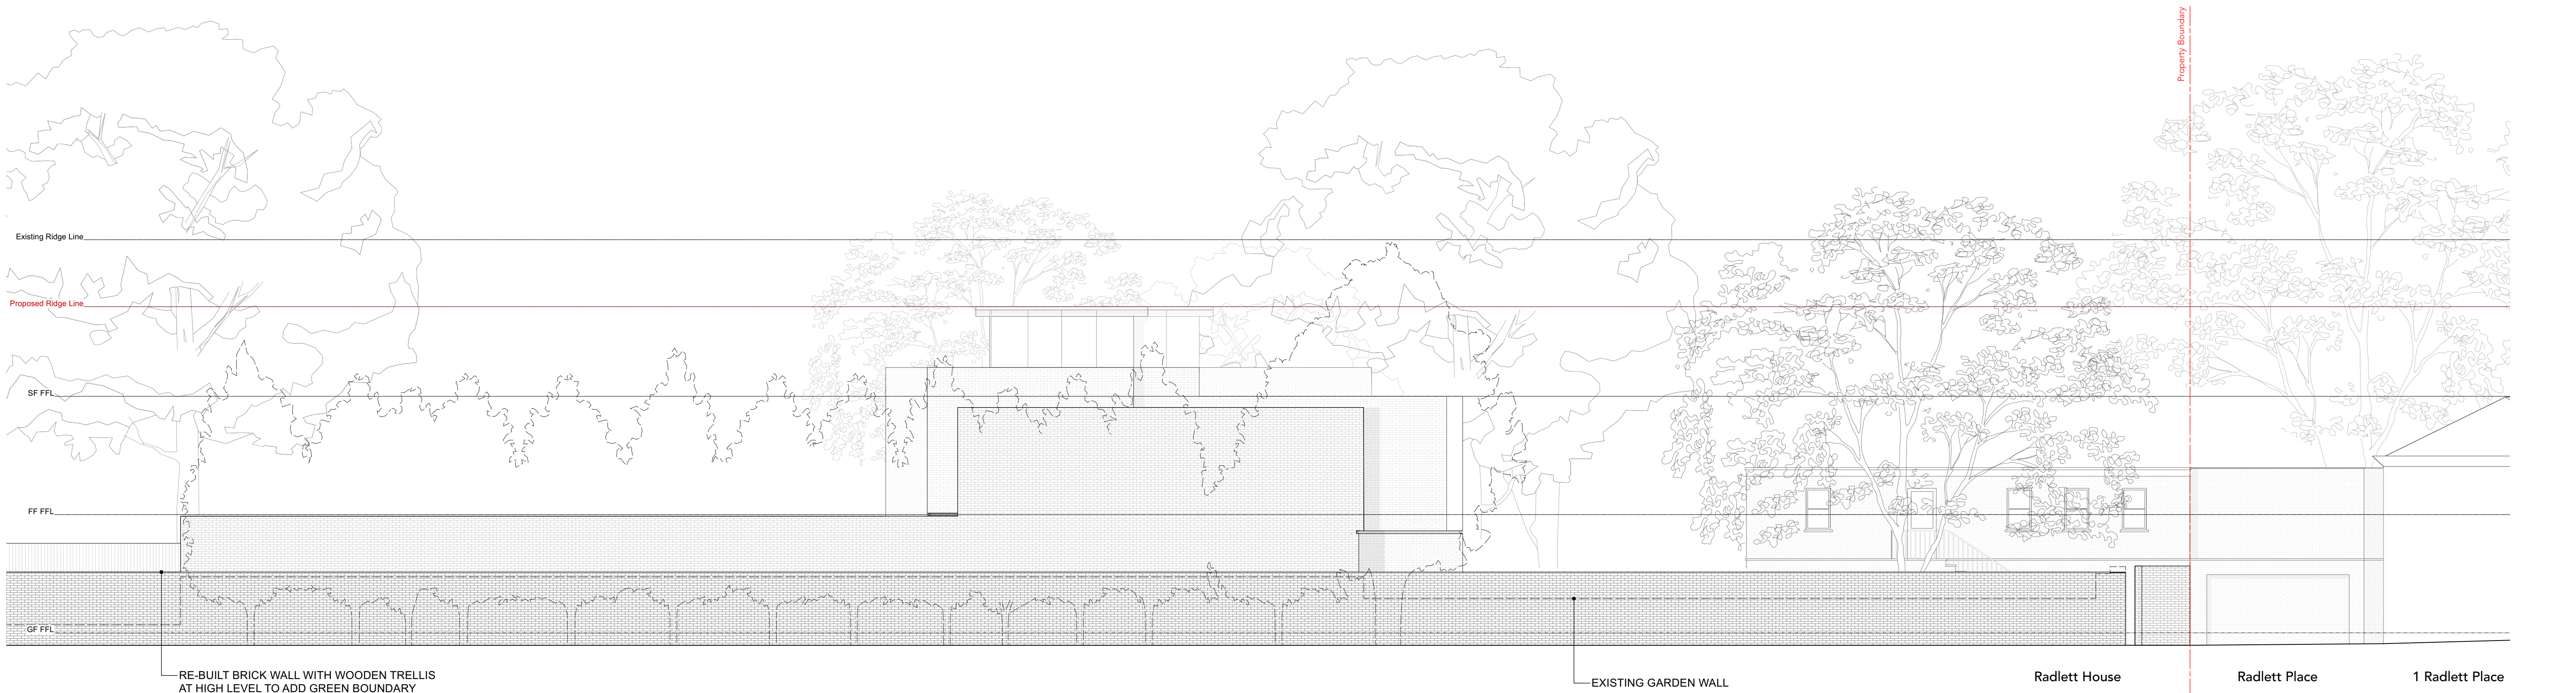 Property Boundary
Existing Ridge Line
Proposed Ridge Line
SF FFL
FF FFL
GF FFL
RE-BUILT BRICK WALL WITH WOODEN TRELLIS
AT HIGH LEVEL TO ADD GREEN BOUNDARY
EXISTING GARDEN WALL
Radlett House
Radlett Place
1 Radlett Place